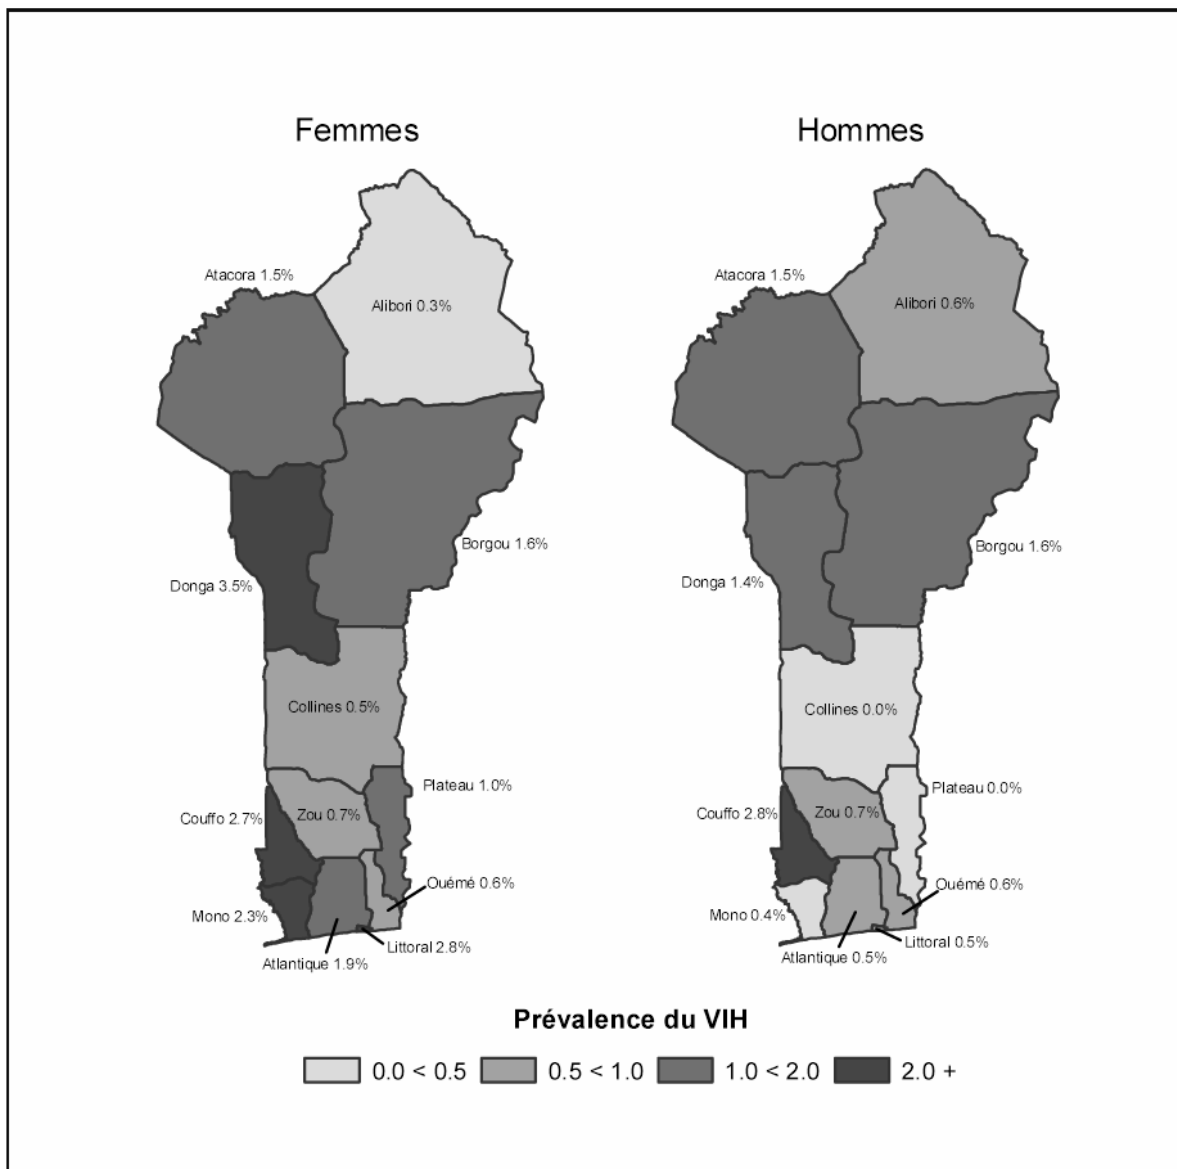 Femmes
Atacora 1.5%
Alibori 0.3%
Borgou 1.6%
Donga 3.5%
Collines 0.5%
Plateau 1.0%
Couffo 2.7%
Zou 0.7%
Ouémé 0.6%
Mono 2.3%
Littoral 2.8%
Atlantique 1.9%
Hommes
Atacora 1.5%
Alibori 0.6%
Borgou 1.6%
Donga 1.4%
Collines 0.0%
Plateau 0.0%
Couffo 2.8%
Zou 0.7%
Ouémé 0.6%
Mono 0.4%
Littoral 0.5%
Atlantique 0.5%
Prévalence du VIH
0.0 < 0.5
0.5 < 1.0
1.0 < 2.0
2.0 +